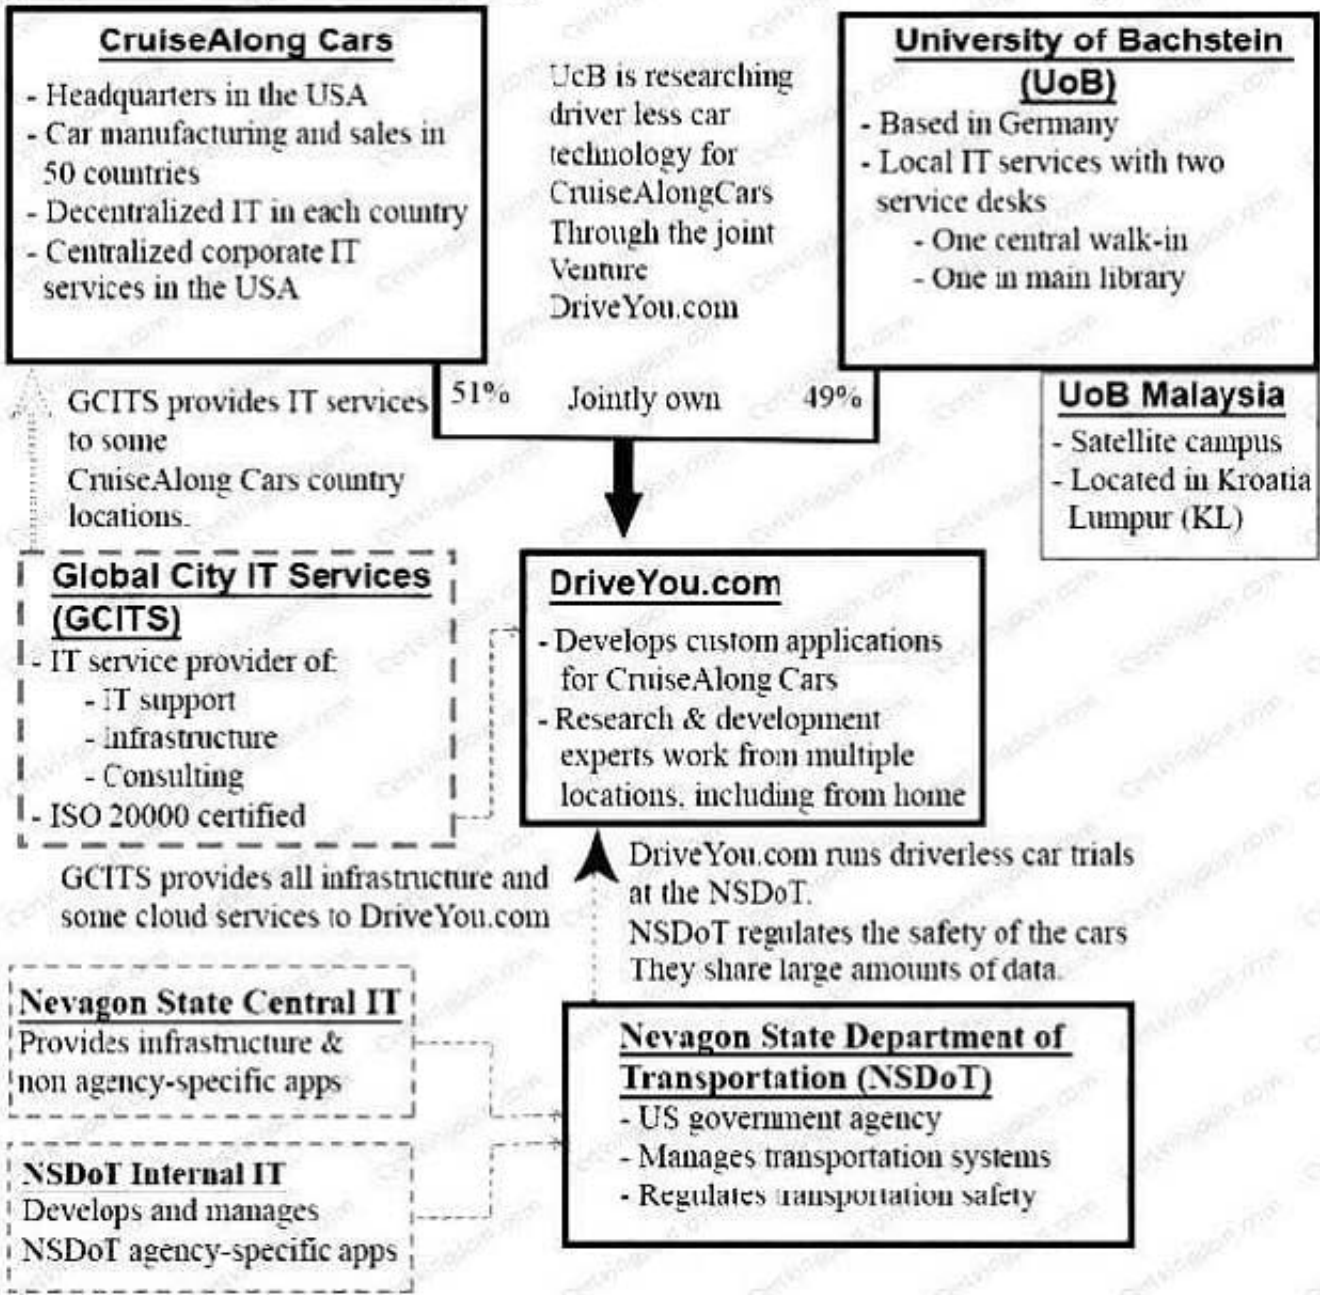 CruiseAlong Cars
- Headquarters in the USA
- Car manufacturing and sales in
50 countries
- Decentralized IT in each country
- Centralized corporate IT
services in the USA
UcB is researching
driver less car
technology for
CruiseAlongCars
Through the joint
Venture
DriveYou.com
University of Bachstein
(UoB)
- Based in Germany
- Local IT services with two
service desks
- One central walk-in
- One in main library
51% Jointly own 49%
UoB Malaysia
- Satellite campus
- Located in Kroatia
Lumpur (KL)
GCITS provides IT services
to some
CruiseAlong Cars country
locations.
Global City IT Services
(GCITS)
- IT service provider of:
- IT support
- Infrastructure
- Consulting
- ISO 20000 certified
DriveYou.com
- Develops custom applications
for CruiseAlong Cars
- Research & development
experts work from multiple
locations, including from home
GCITS provides all infrastructure and
some cloud services to DriveYou.com
DriveYou.com runs driverless car trials
at the NSDoT.
NSDoT regulates the safety of the cars
They share large amounts of data.
Nevagon State Central IT
Provides infrastructure &
non agency-specific apps
NSDoT Internal IT
Develops and manages
NSDoT agency-specific apps
Nevagon State Department of
Transportation (NSDoT)
- US government agency
- Manages transportation systems
- Regulates transportation safety